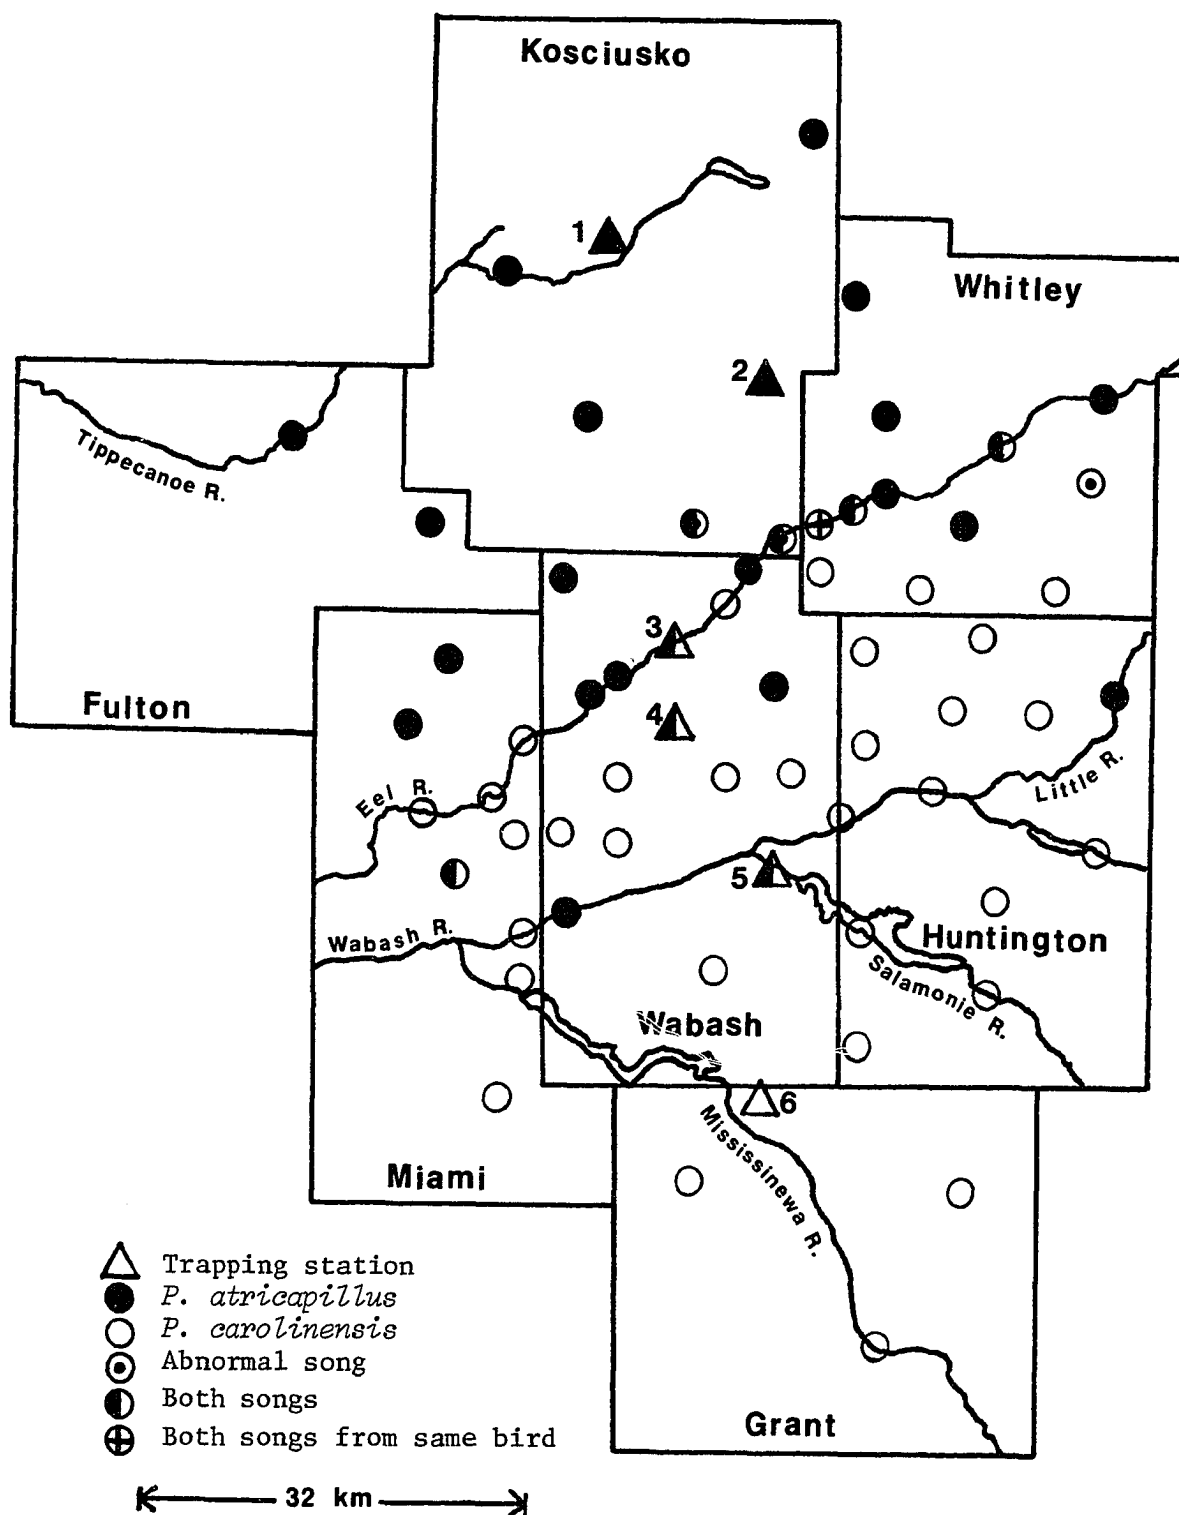 Kosciusko
1
Whitley
2
Tippecanoe R.
3
Fulton
4
Eel R.
Little R.
5
Wabash R.
Huntington
Salamonie R.
Wabash
6
Mississinewa R.
Miami
Trapping station
P. atricapillus
P. carolinensis
Abnormal song
Both songs
Both songs from same bird
Grant
32 km